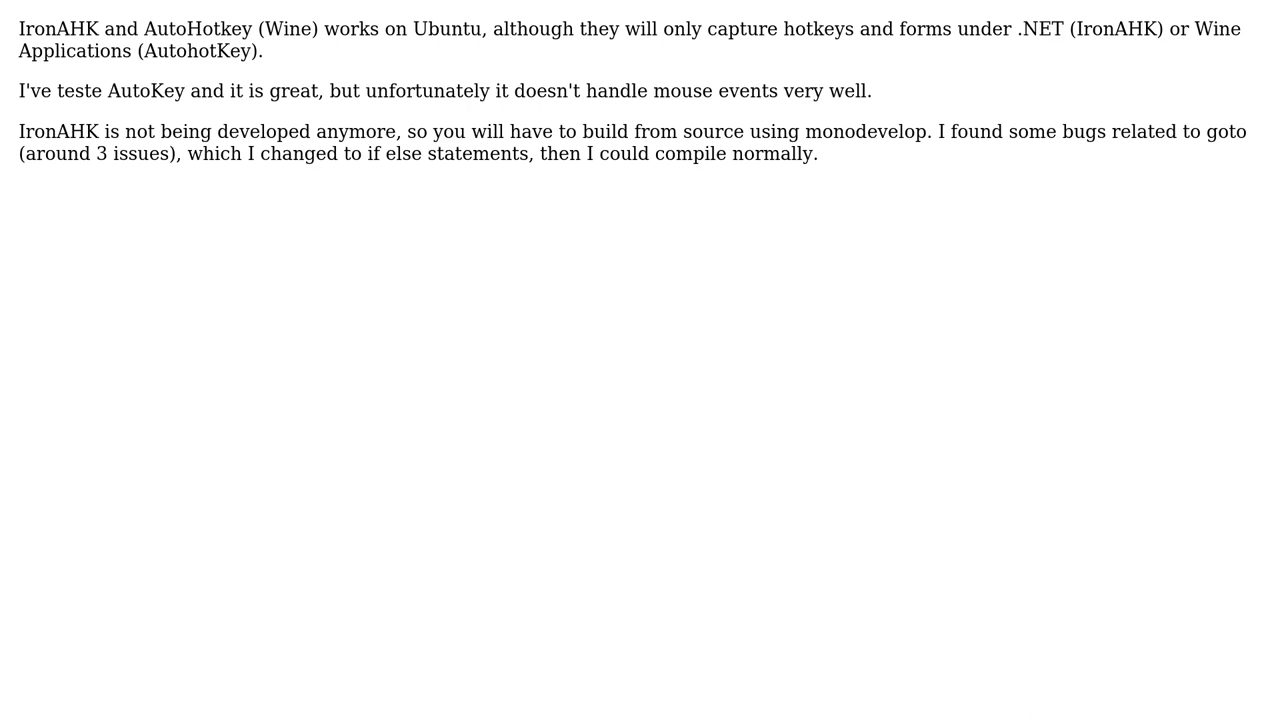 IronAHK and AutoHotkey (Wine) works on Ubuntu, although they will only capture hotkeys and forms under .NET (IronAHK) or Wine
Applications (AutohotKey).
I've teste AutoKey and it is great, but unfortunately it doesn't handle mouse events very well.
IronAHK is not being developed anymore, so you will have to build from source using monodevelop. I found some bugs related to goto
(around 3 issues), which I changed to if else statements, then I could compile normally.